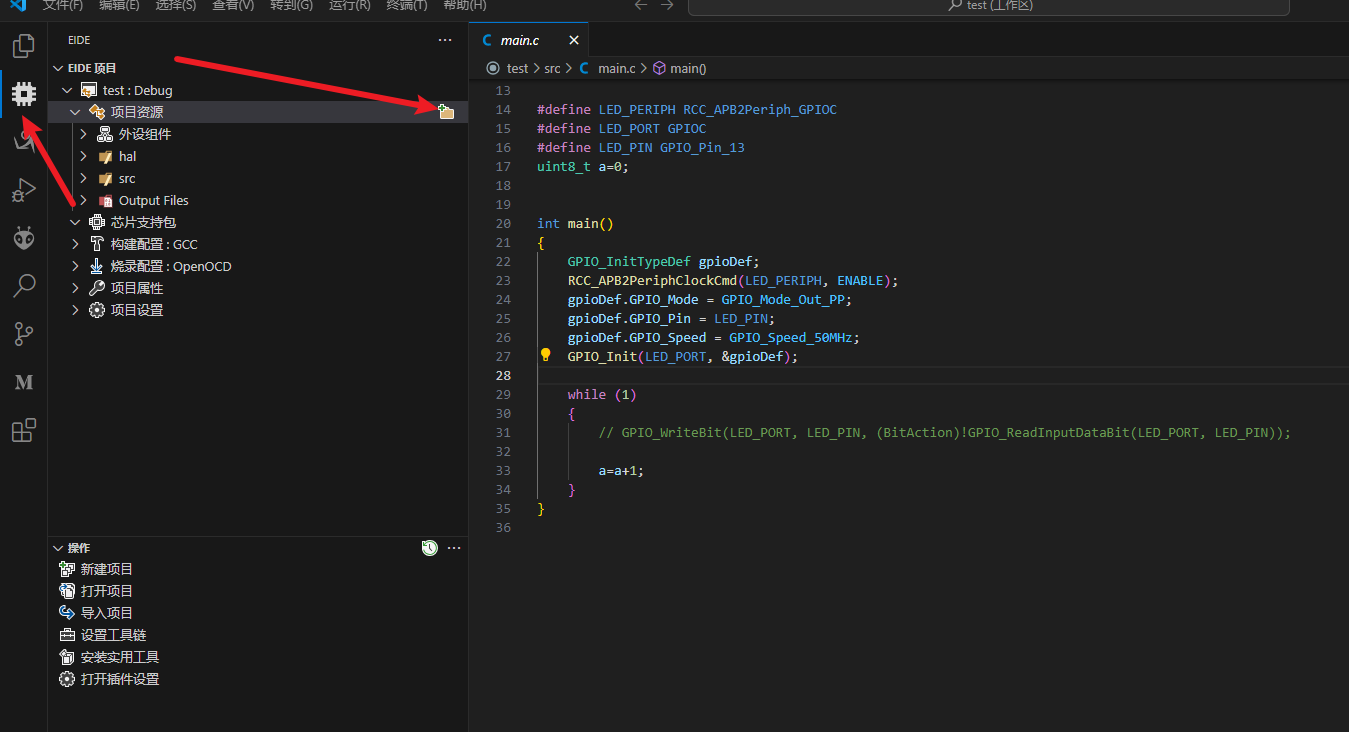 文件(F) 编辑(E) 选择(S) 查看(V) 转到(G) 运行(R) 终端(T) 帮助(H)
test (工作区)
EIDE
EIDE 项目
test : Debug
项目资源
外设组件
hal
src
Output Files
芯片支持包
构建配置 : GCC
烧录配置 : OpenOCD
项目属性
项目设置
操作
新建项目
打开项目
导入项目
设置工具链
安装实用工具
打开插件设置
main.c
test > src > main.c > main()
13
14 #define LED_PERIPH RCC_APB2Periph_GPIOC
15 #define LED_PORT GPIOC
16 #define LED_PIN GPIO_Pin_13
17 uint8_t a=0;
18
19
20 int main()
21 {
22 GPIO_InitTypeDef gpioDef;
23 RCC_APB2PeriphClockCmd(LED_PERIPH, ENABLE);
24 gpioDef.GPIO_Mode = GPIO_Mode_Out_PP;
25 gpioDef.GPIO_Pin = LED_PIN;
26 gpioDef.GPIO_Speed = GPIO_Speed_50MHz;
27 GPIO_Init(LED_PORT, &gpioDef);
28
29 while (1)
30 {
31 // GPIO_WriteBit(LED_PORT, LED_PIN, (BitAction)!GPIO_ReadInputDataBit(LED_PORT, LED_PIN));
32
33 a=a+1;
34 }
35 }
36